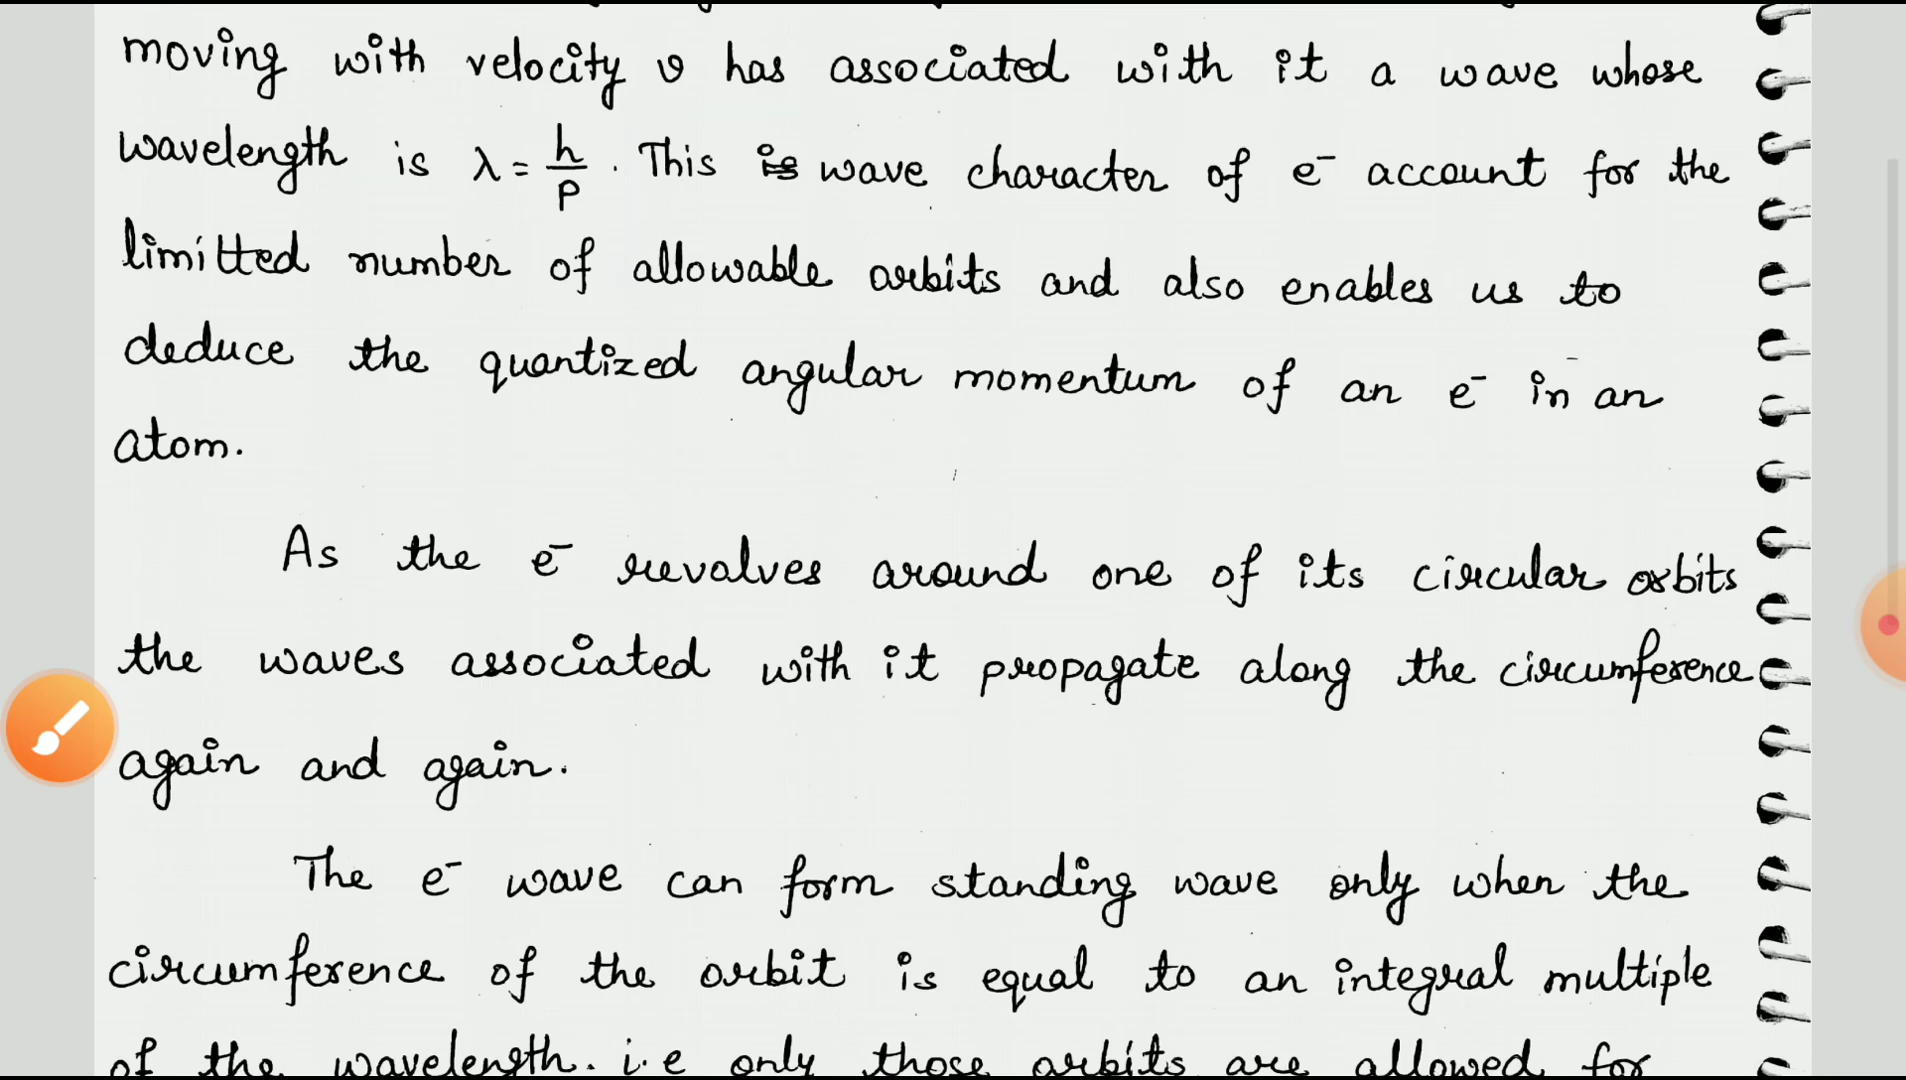 moving with velocity v has associated with it a wave whose
wavelength is λ = h/p. This is wave character of e⁻ account for the
limitted number of allowable orbits and also enables us to
deduce the quantized angular momentum of an e⁻ in an
atom.
As the e⁻ revolves around one of its circular orbits
the waves associated with it propagate along the circumference
again and again.
The e⁻ wave can form standing wave only when the
circumference of the orbit is equal to an integral multiple
of the wavelength. i.e only those orbits are allowed for